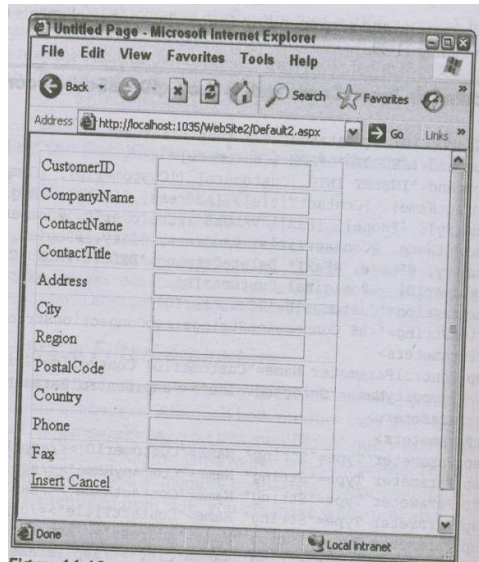 Untitled Page - Microsoft Internet Explorer
File Edit View Favorites Tools Help
Back Search Favorites »
Address http://localhost:1035/WebSite2/Default2.aspx Go Links »
CustomerID
CompanyName
ContactName
ContactTitle
Address
City
Region
PostalCode
Country
Phone
Fax
Insert Cancel
Done Local intranet